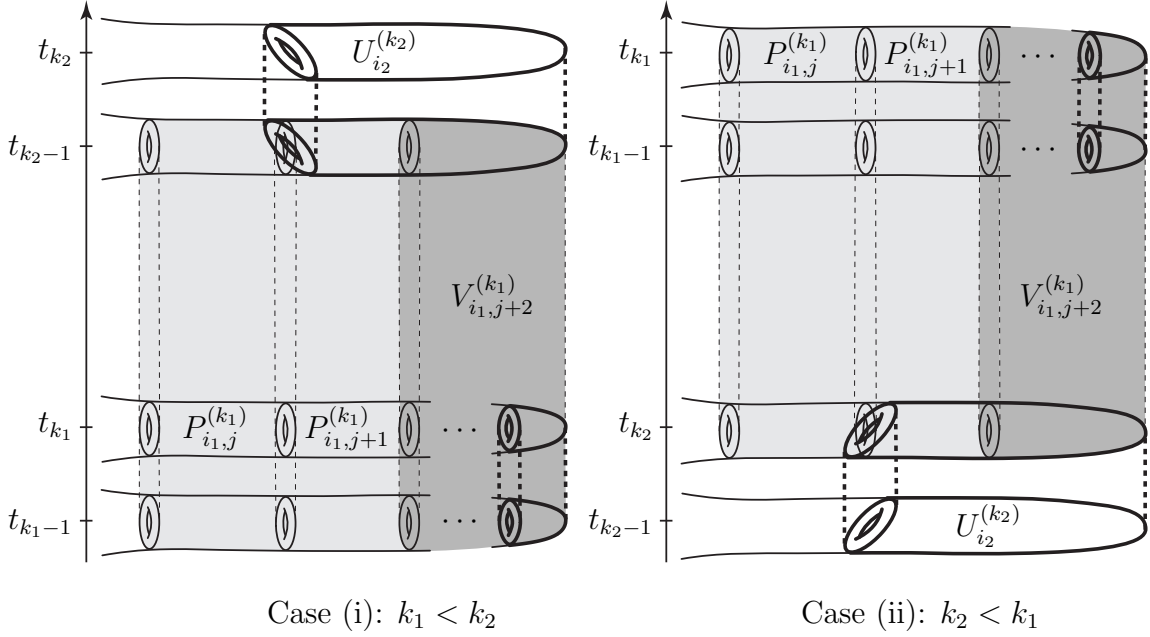 t_{k_2}
U_{i_2}^{(k_2)}
t_{k_2-1}
V_{i_1,j+2}^{(k_1)}
t_{k_1}
P_{i_1,j}^{(k_1)} P_{i_1,j+1}^{(k_1)} ···
t_{k_1-1}
···
Case (i): k_1 < k_2
t_{k_1}
P_{i_1,j}^{(k_1)} P_{i_1,j+1}^{(k_1)} ···
t_{k_1-1}
···
V_{i_1,j+2}^{(k_1)}
t_{k_2}
t_{k_2-1}
U_{i_2}^{(k_2)}
Case (ii): k_2 < k_1